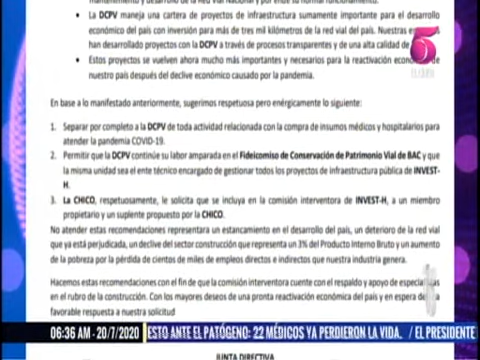 mantenimiento y desarrollo de la Red Vial Nacional y por ende su normal funcionamiento.
• La DCPV maneja una cartera de proyectos de infraestructura sumamente importante para el desarrollo
económico del país con inversión para más de tres mil kilómetros de la red vial del país. Nuestras
han desarrollado proyectos con la DCPV a través de procesos transparentes y de una alta calidad de
• Estos proyectos se vuelven ahora mucho más importantes y necesarios para la reactivación económica de
nuestro país después del declive económico causado por la pandemia.
En base a lo manifestado anteriormente, sugerimos respetuosa pero enérgicamente lo siguiente:
1. Separar por completo a la DCPV de toda actividad relacionada con la compra de insumos médicos y hospitalarios para
atender la pandemia COVID-19.
2. Permitir que la DCPV continúe su labor amparada en el Fideicomiso de Conservación de Patrimonio Vial de BAC y que
la misma unidad sea el ente técnico encargado de gestionar todos los proyectos de infraestructura pública de INVEST-
H.
3. La CHICO, respetuosamente, le solicita que se incluya en la comisión interventora de INVEST-H, a un miembro
propietario y un suplente propuesto por la CHICO.
No atender estas recomendaciones representara un estancamiento en el desarrollo del país, un deterioro de la red vial
que ya está perjudicada, un declive del sector construcción que representa un 3% del Producto Interno Bruto y un aumento
de la pobreza por la pérdida de cientos de miles de empleos directos e indirectos que nuestra industria genera.
Hacemos estas recomendaciones con el fin de que la comisión interventora cuente con el respaldo y apoyo de especialistas
en el rubro de la construcción. Con los mayores deseos de una pronta reactivación económica del país y en espera de
favorable respuesta a nuestra solicitud
JUNTA DIRECTIVA
5
EL LÍDER
06:36 AM - 20/7/2020 ESTO ANTE EL PATÓGENO: 22 MÉDICOS YA PERDIERON LA VIDA. / EL PRESIDENTE